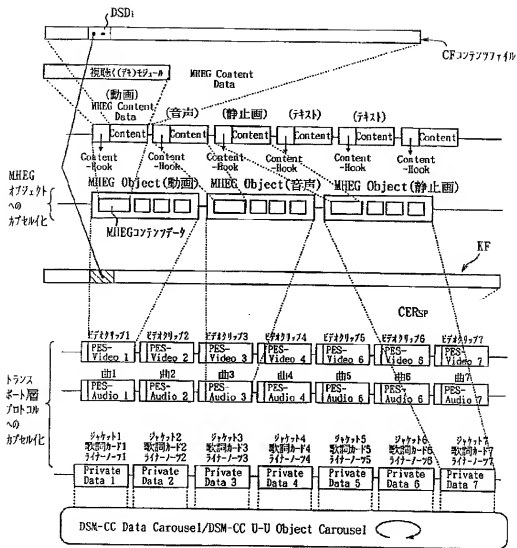 DSDi
CFコンテンツファイル
視聴く(デモ)モジュール
MHEG Content
Data
(動画)
MHEG Content
Data
(音声)
(静止画)
(テキスト)
(テキスト)
Content
Content
Content
Content
Content
Content
Content
-Hook
Content
-Hook
Content
-Hook
Content
-Hook
Content
-Hook
Content
-Hook
MHEG Object(動画)
MHEG Object(音声)
MHEG Object(静止画)
MHEG
オブジェクト
への
カプセル化
MHEGコンテンツデータ
KF
CERSP
ビデオクリップ1
ビデオクリップ2
ビデオクリップ3
ビデオクリップ4
ビデオクリップ5
ビデオクリップ6
ビデオクリップ7
PES-
Video 1
PES-
Video 2
PES-
Video 3
PES-
Video 4
PES-
Video 6
PES-
Video 6
PES-
Video 7
曲1
曲2
曲3
曲4
曲5
曲6
曲7
PES-
Audio 1
PES-
Audio 2
PES-
Audio 3
PES-
Audio 4
PES-
Audio 6
PES-
Audio 6
PES-
Audio 7
トランス
ポート層
プロトコル
への
カプセル化
ジャケット1
歌詞カード1
ライナーノーツ1
ジャケット2
歌詞カード2
ライナーノーツ2
ジャケット3
歌詞カード3
ライナーノーツ3
ジャケット4
歌詞カード4
ライナーノーツ4
ジャケット5
歌詞カード5
ライナーノーツ5
ジャケット6
歌詞カード6
ライナーノーツ6
ジャケット7
歌詞カード7
ライナーノーツ7
Private
Data 1
Private
Data 2
Private
Data 3
Private
Data 4
Private
Data 5
Private
Data 6
Private
Data 7
DSM-CC Data Carousel/DSM-CC U-U Object Carousel